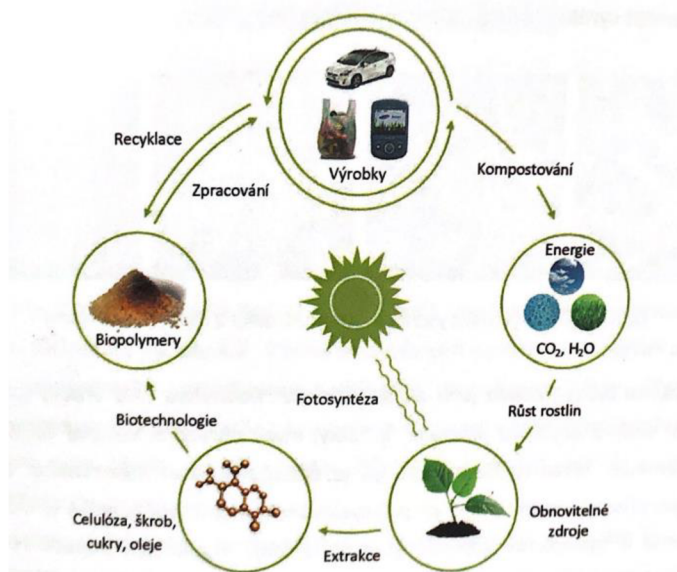 Výrobky
Recyklace
Zpracování
Kompostování
Energie
CO₂, H₂O
Biopolymery
Fotosyntéza
Růst rostlin
Biotechnologie
Obnovitelné
zdroje
Celulóza, škrob,
cukry, oleje
Extrakce